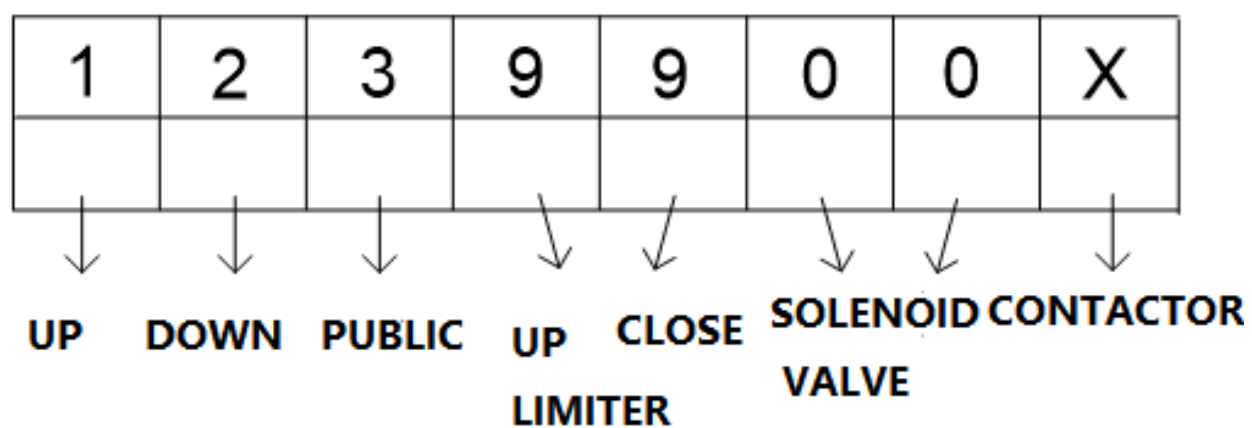 1 2 3 9 9 0 0 X
UP DOWN PUBLIC UP CLOSE SOLENOID CONTACTOR
LIMITER VALVE